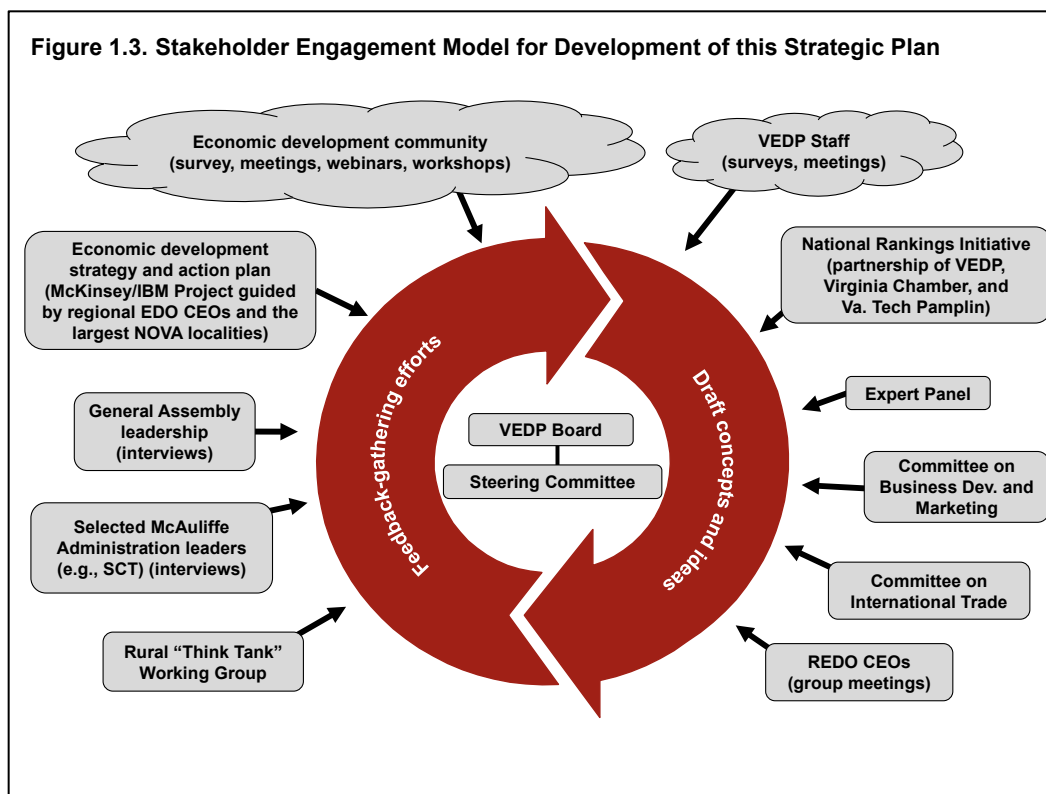 Figure 1.3. Stakeholder Engagement Model for Development of this Strategic Plan
Economic development community
(survey, meetings, webinars, workshops)
VEDP Staff
(surveys, meetings)
Economic development
strategy and action plan
(McKinsey/IBM Project guided
by regional EDO CEOs and the
largest NOVA localities)
National Rankings Initiative
(partnership of VEDP,
Virginia Chamber, and
Va. Tech Pamplin)
General Assembly
leadership
(interviews)
Expert Panel
Selected McAuliffe
Administration leaders
(e.g., SCT) (interviews)
Committee on
Business Dev. and
Marketing
Rural “Think Tank”
Working Group
Committee on
International Trade
REDO CEOs
(group meetings)
Feedback-gathering efforts
Draft concepts and ideas
VEDP Board
Steering Committee